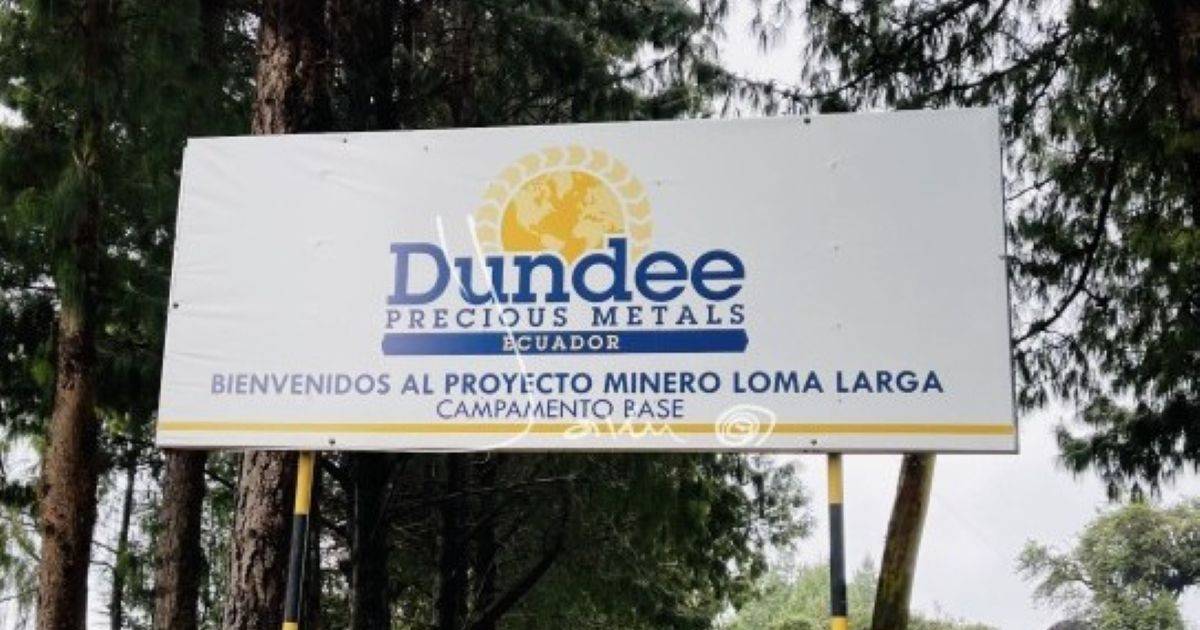 Dundee
PRECIOUS METALS
ECUADOR
BIENVENIDOS AL PROYECTO MINERO LOMA LARGA
CAMPAMENTO BASE